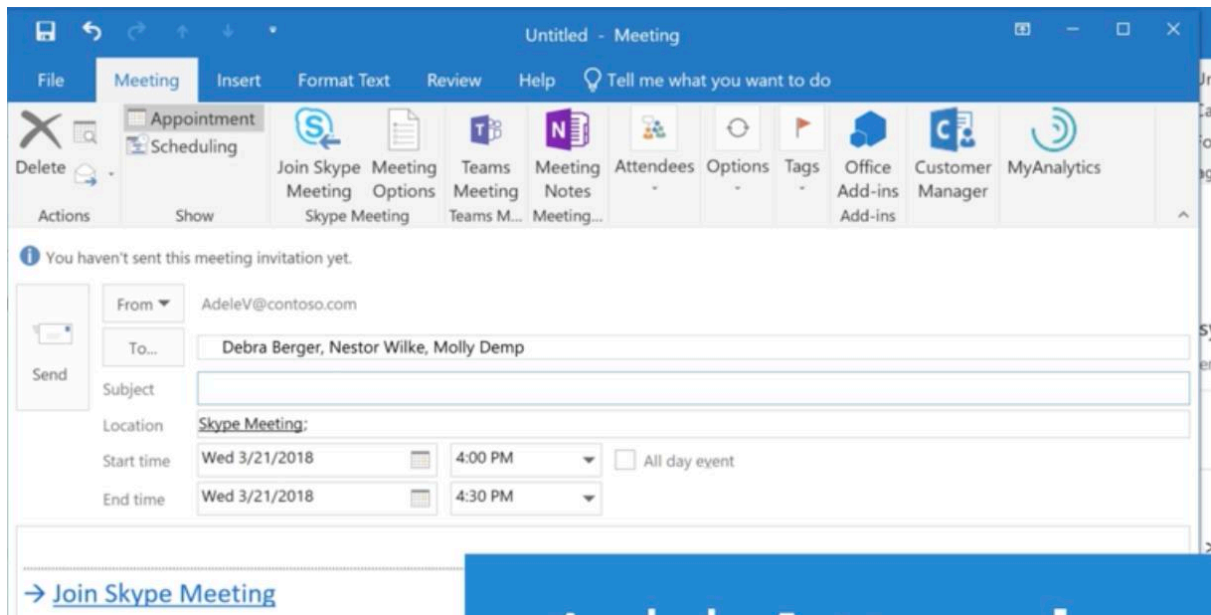 Untitled - Meeting
File Meeting Insert Format Text Review Help Tell me what you want to do
Appointment
Scheduling
Delete
Join Skype Meeting Teams Meeting Attendees Options Tags Office Customer MyAnalytics
Meeting Options Meeting Notes Add-ins Manager
Actions Show Skype Meeting Teams M... Meeting... Add-ins
You haven't sent this meeting invitation yet.
From AdeleV@contoso.com
To... Debra Berger, Nestor Wilke, Molly Demp
Send
Subject
Location Skype Meeting;
Start time Wed 3/21/2018 4:00 PM All day event
End time Wed 3/21/2018 4:30 PM
→ Join Skype Meeting